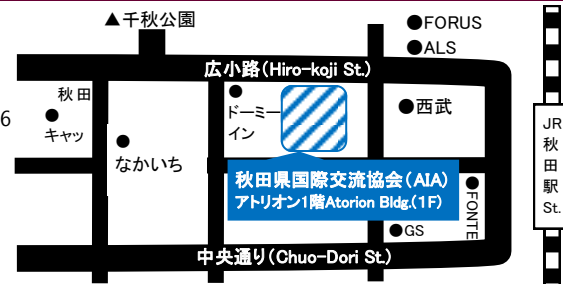 ▲千秋公園
●FORUS
●ALS
広小路(Hiro-koji St.)
秋田
●
キャッ
6
●
ドーミー
イン
●西武
●
なかいち
秋田県国際交流協会(AIA)
アトリオン1階Atorion Bldg.(1F)
●FONTE
●GS
中央通り(Chuo-Dori St.)
JR
秋
田
駅
St.